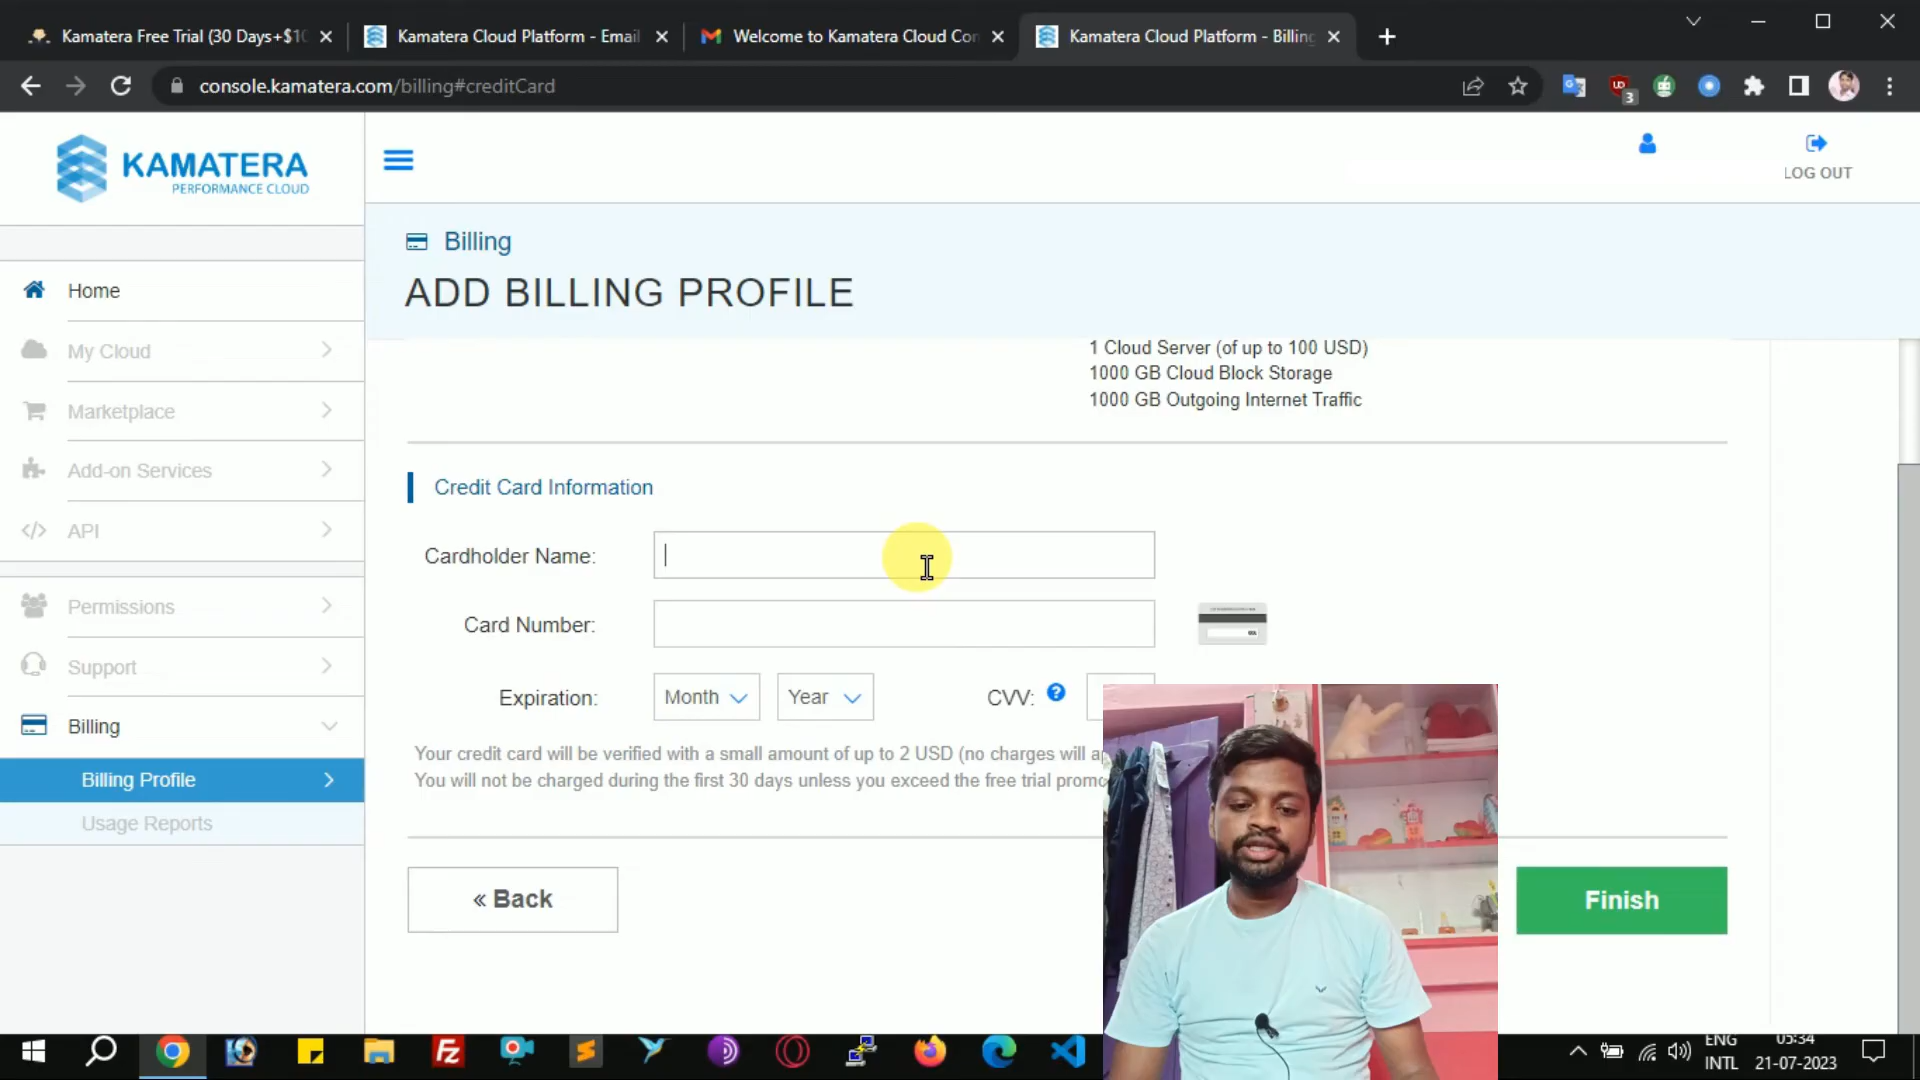 Kamatera Free Trial (30 Days+$10
Kamatera Cloud Platform - Email
Welcome to Kamatera Cloud Con
Kamatera Cloud Platform - Billing
console.kamatera.com/billing#creditCard
3
KAMATERA
PERFORMANCE CLOUD
LOG OUT
Billing
ADD BILLING PROFILE
Home
My Cloud
Marketplace
Add-on Services
API
Permissions
Support
Billing
Billing Profile
Usage Reports
1 Cloud Server (of up to 100 USD)
1000 GB Cloud Block Storage
1000 GB Outgoing Internet Traffic
Credit Card Information
Cardholder Name:
Card Number:
Expiration:
Month
Year
CVV:
Your credit card will be verified with a small amount of up to 2 USD (no charges will ap
You will not be charged during the first 30 days unless you exceed the free trial promo
« Back
Finish
ENG
INTL
05:34
21-07-2023